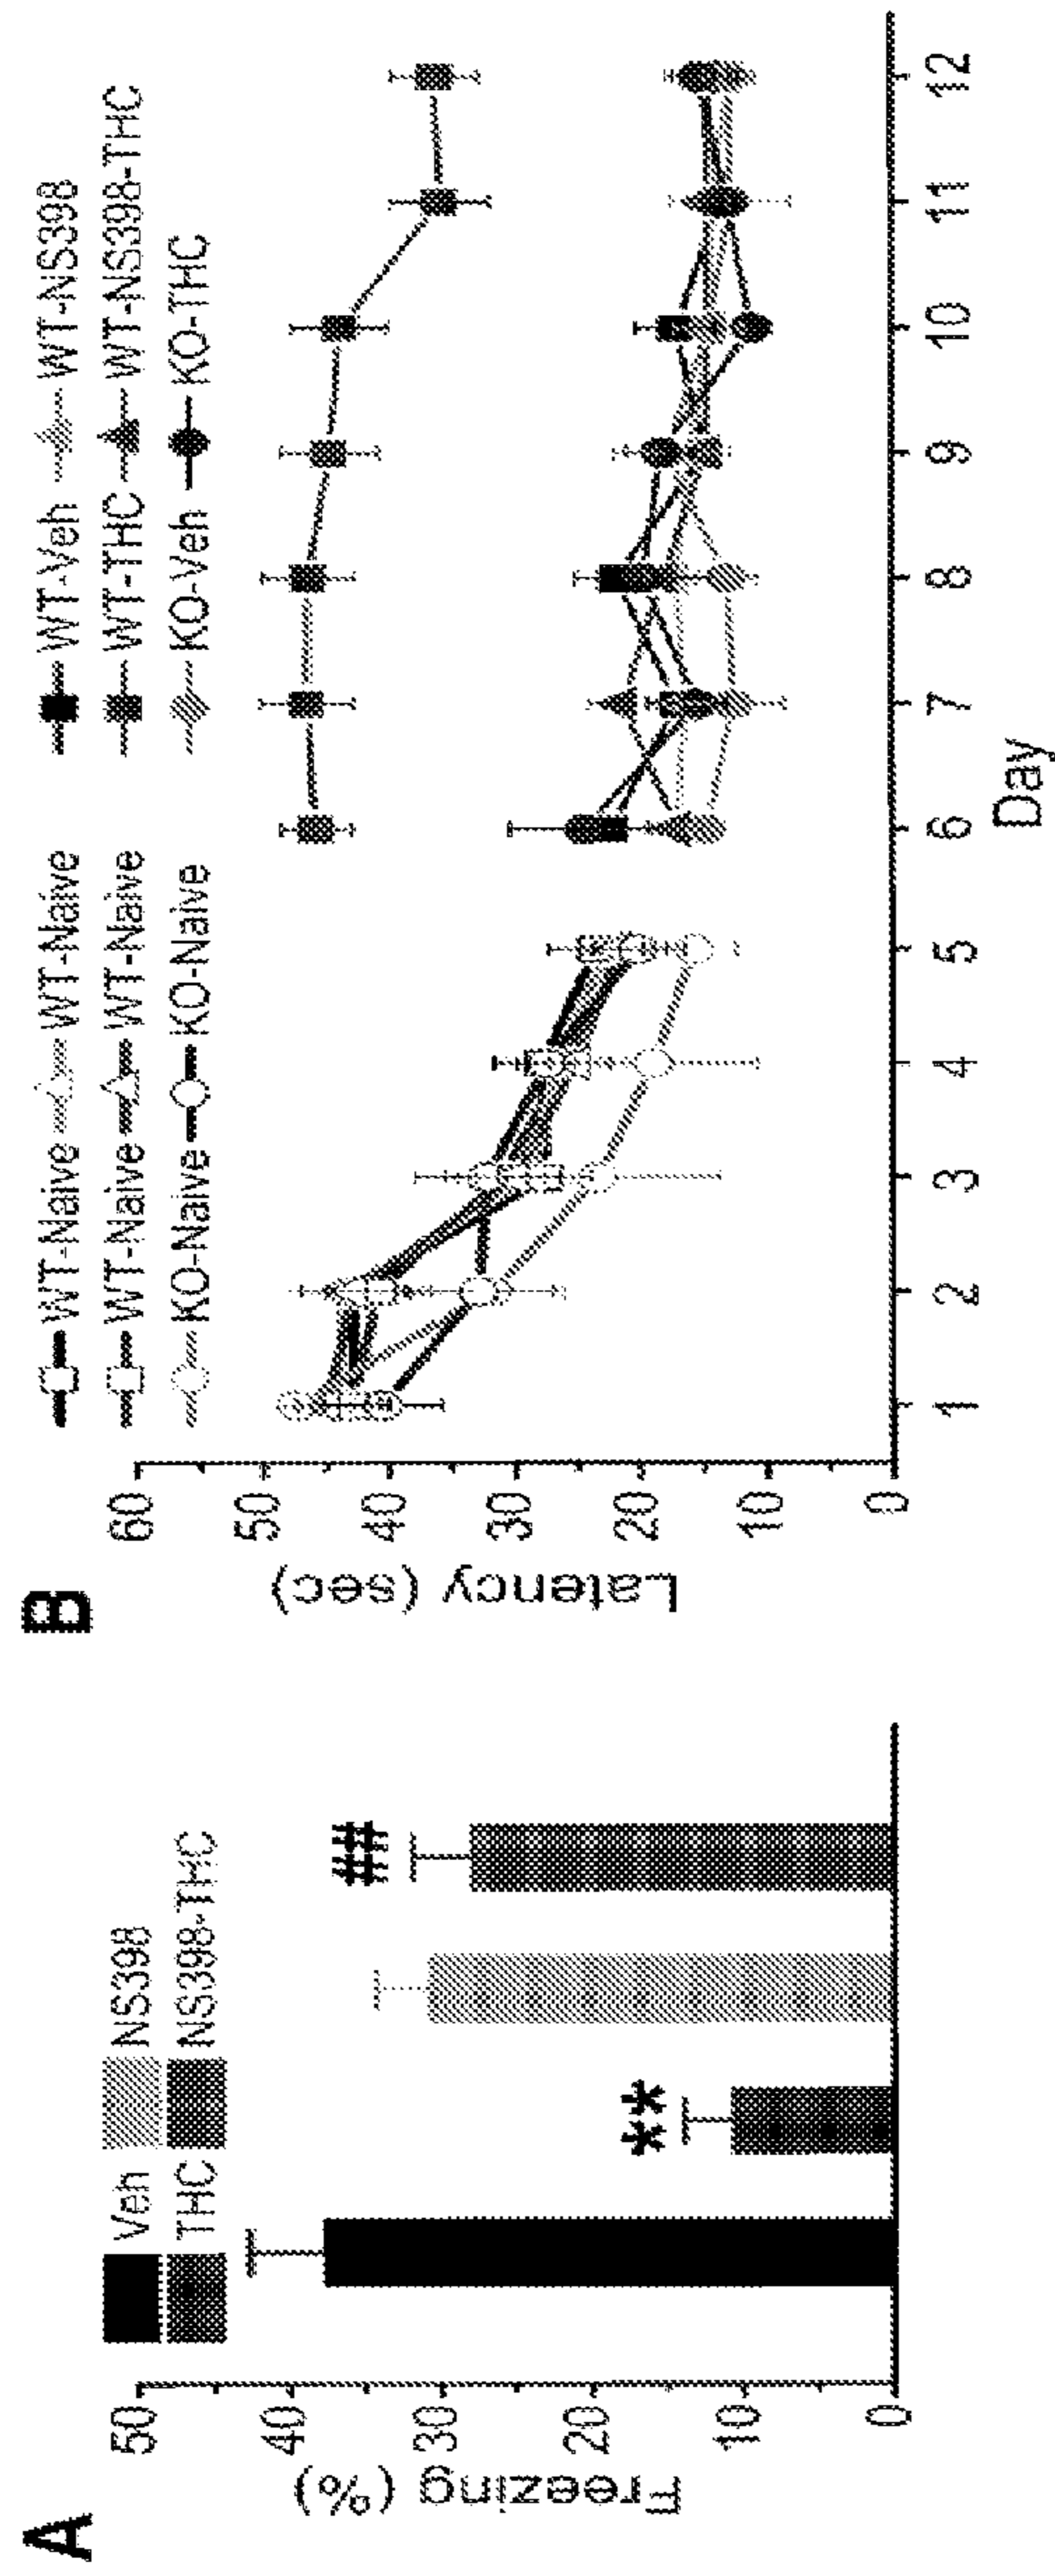 A
Veh NS398
THC NS398-THC
Freezing (%)
50
40
30
20
10
0
**
##
B
WT-Naive WT-Naive WT-Veh WT-NS398
WT-Naive WT-Naive WT-THC WT-NS398-THC
KO-Naive KO-Naive KO-Veh KO-THC
Latency (sec)
60
50
40
30
20
10
0
1 2 3 4 5 6 7 8 9 10 11 12
Day